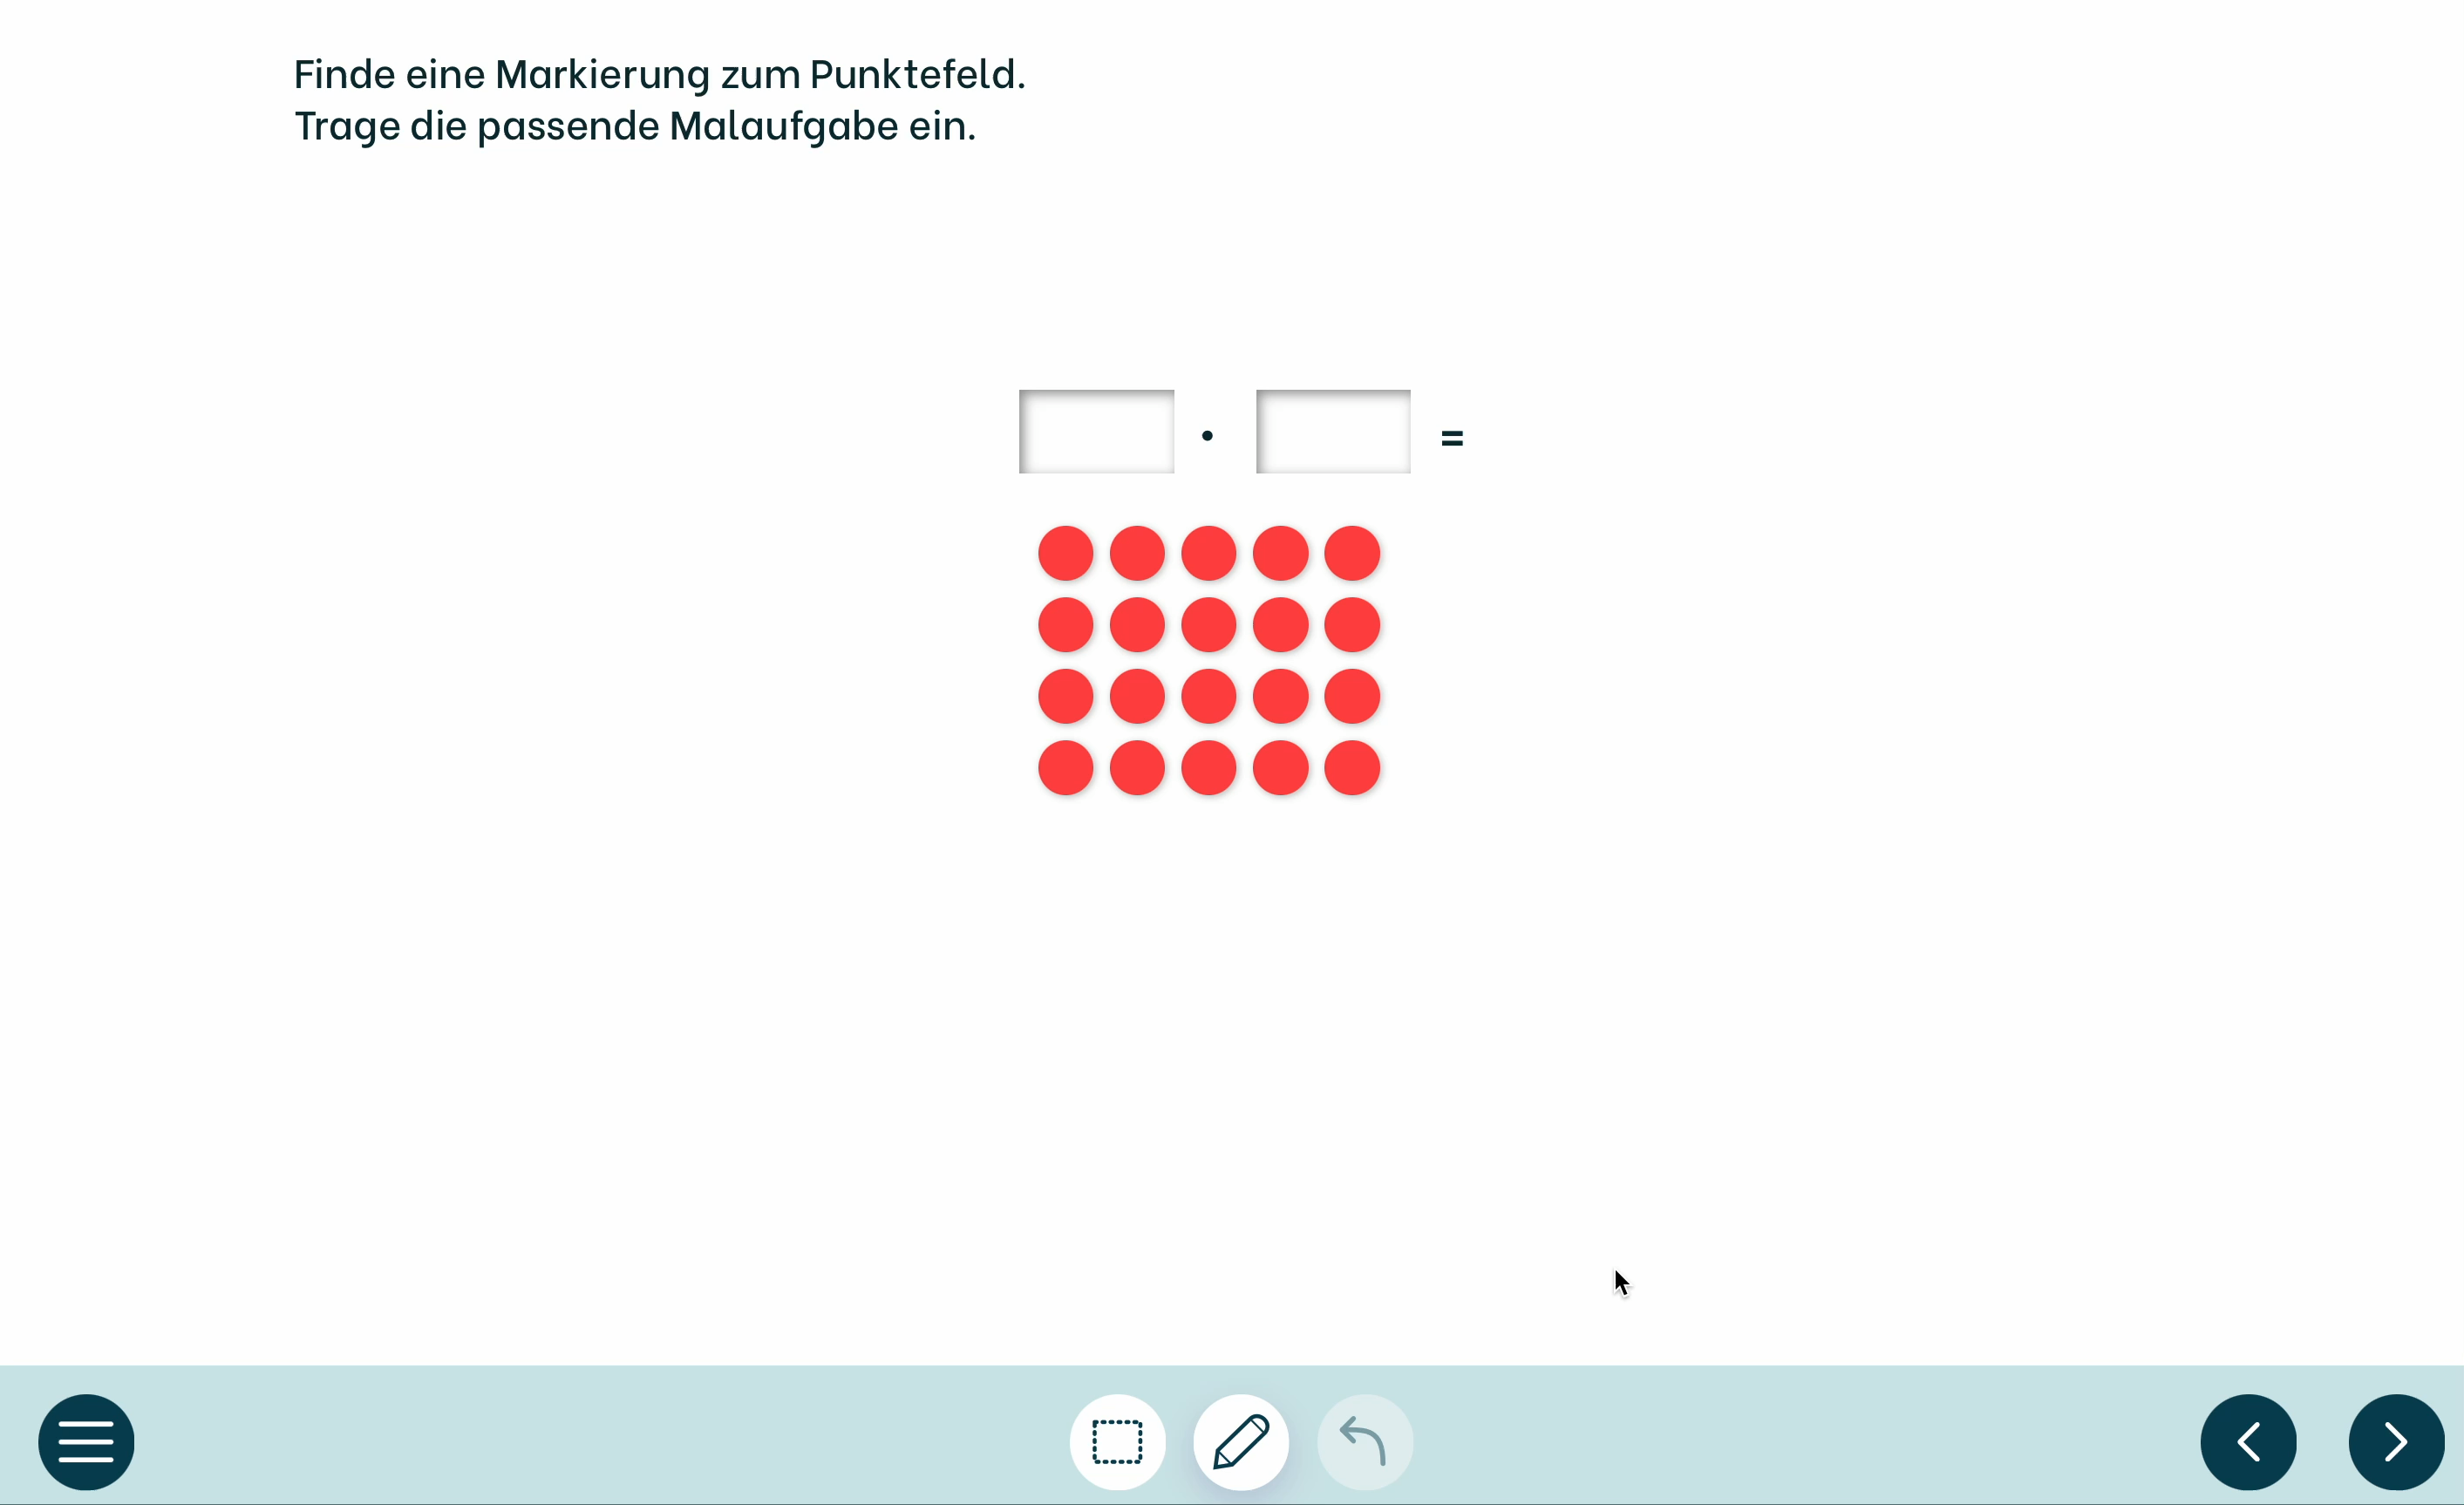 Finde eine Markierung zum Punktefeld.
Trage die passende Malaufgabe ein.
· =